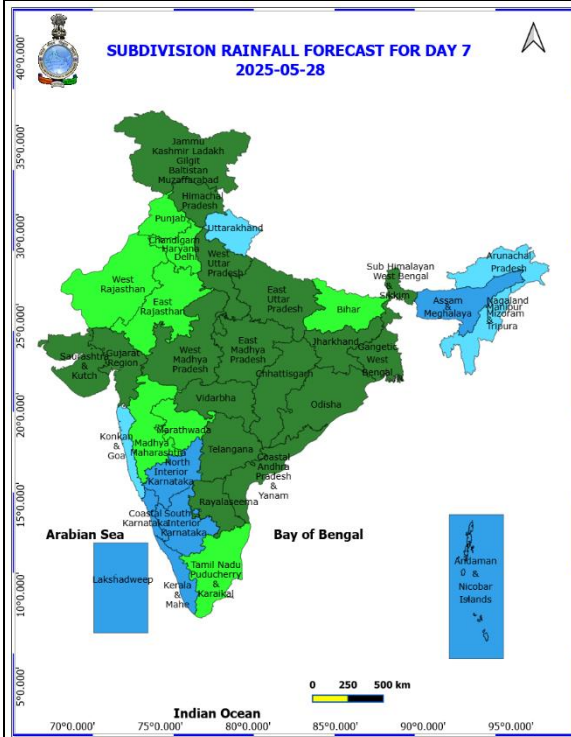 SUBDIVISION RAINFALL FORECAST FOR DAY 7
2025-05-28
40°0.000'
35°0.000'
30°0.000'
25°0.000'
20°0.000'
15°0.000'
10°0.000'
5°0.000'
Jammu
Kashmir Ladakh
Gilgit
Baltistan
Muzaffarabad
Himachal
Pradesh
Punjab
Uttarakhand
Chandigarh
Haryana
Delhi
West
Uttar
Pradesh
West
Rajasthan
East
Rajasthan
East
Uttar
Pradesh
Bihar
Sub Himalayan
West Bengal
&
Sikkim
Arunachal
Pradesh
Assam
&
Meghalaya
Nagaland
Manipur
Mizoram
&
Tripura
Saurashtra
&
Kutch
Gujarat
Region
West
Madhya
Pradesh
East
Madhya
Pradesh
Jharkhand
Gangetic
West
Bengal
Chhattisgarh
Vidarbha
Odisha
Konkan
&
Goa
Madhya
Maharashtra
Marathwada
Telangana
North
Interior
Karnataka
Coastal
Andhra
Pradesh
&
Yanam
Rayalaseema
Coastal
Karnataka
South
Interior
Karnataka
Arabian Sea
Bay of Bengal
Lakshadweep
Kerala
&
Mahe
Tamil Nadu
Puducherry
&
Karaikal
Andaman
&
Nicobar
Islands
0 250 500 km
Indian Ocean
70°0.000' 75°0.000' 80°0.000' 85°0.000' 90°0.000' 95°0.000'